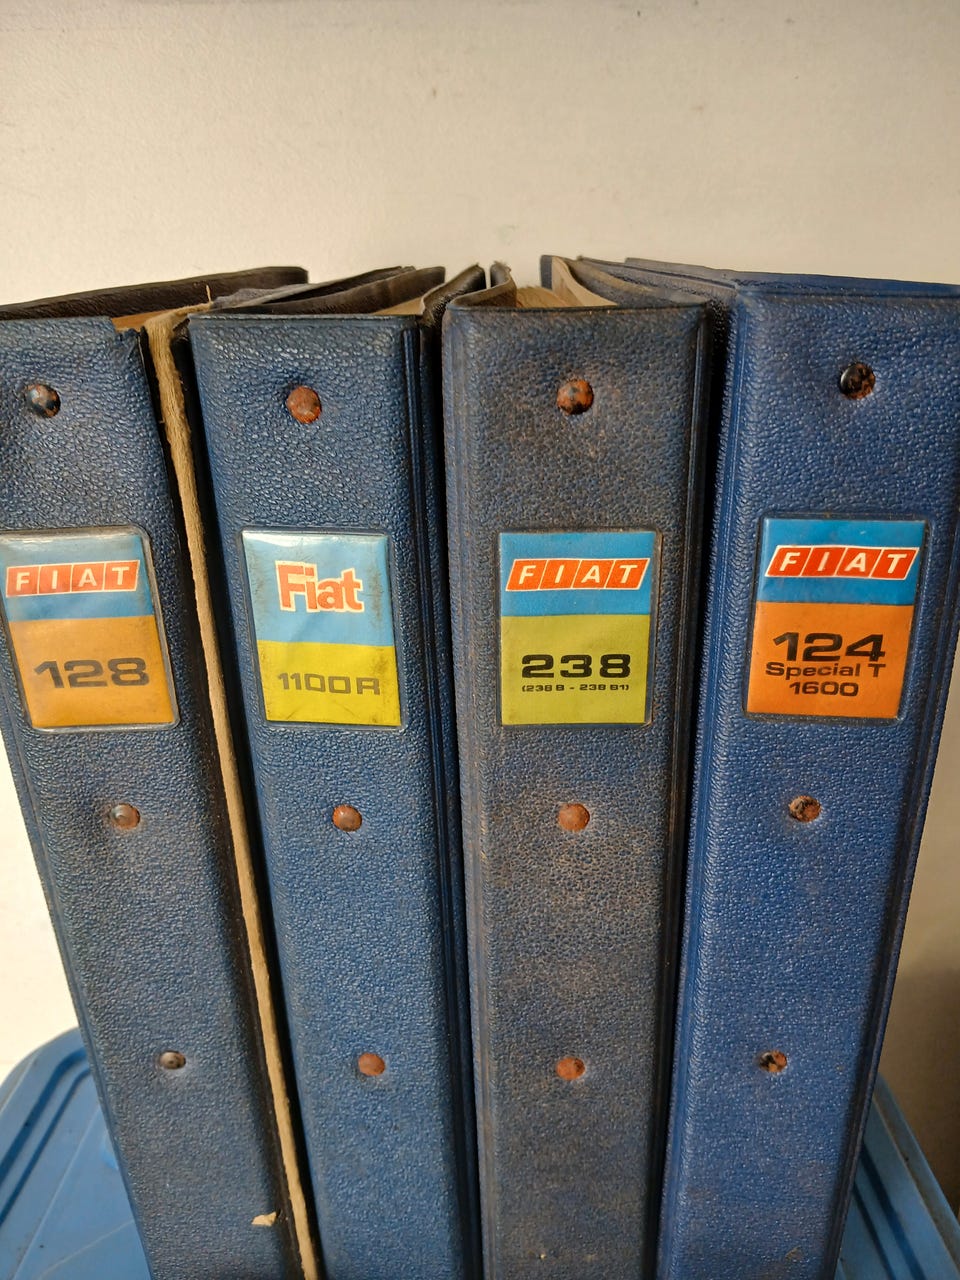 FIAT
128
Fiat
1100R
FIAT
238
(238 B - 238 B1)
FIAT
124
Special T
1600